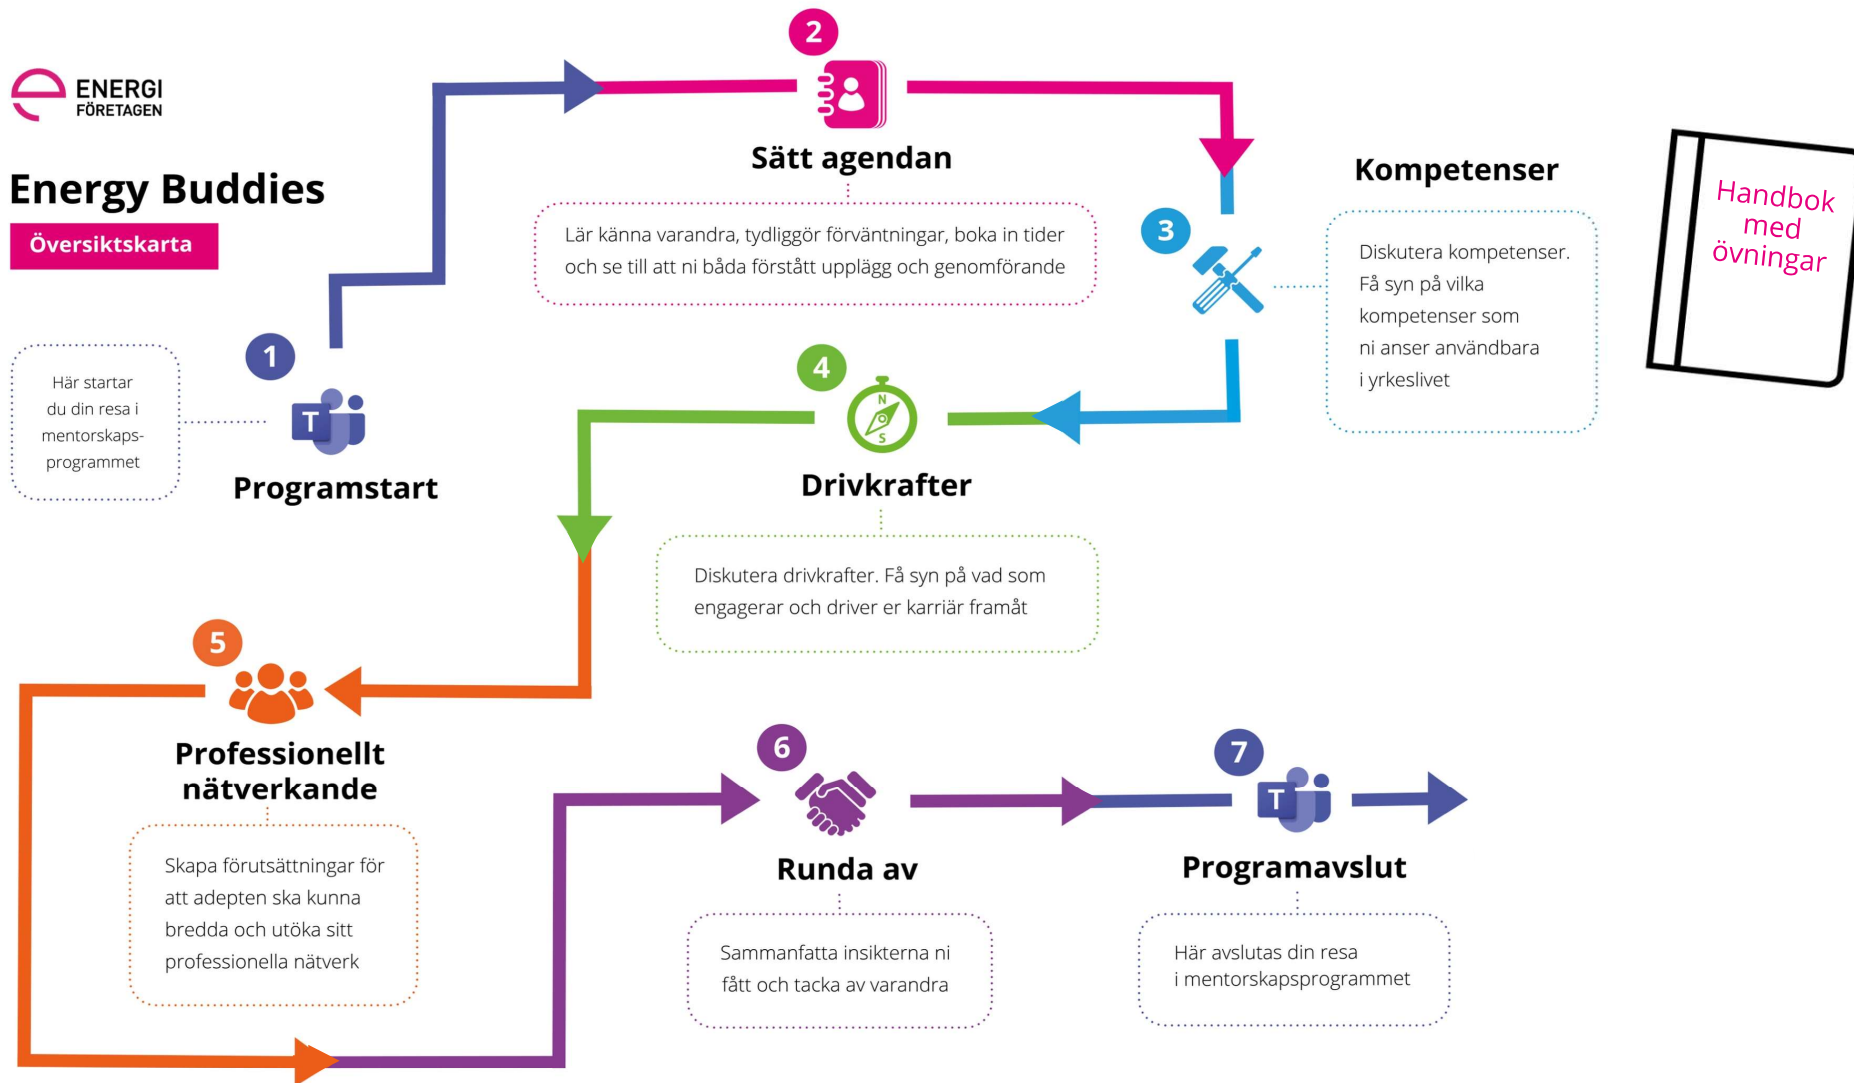 ENERGI
FÖRETAGEN
Energy Buddies
Översiktskarta
1
Här startar
du din resa i
mentorskaps-
programmet
T
Programstart
2
Sätt agendan
Lär känna varandra, tydliggör förväntningar, boka in tider
och se till att ni båda förstått upplägg och genomförande
3
Kompetenser
Diskutera kompetenser.
Få syn på vilka
kompetenser som
ni anser användbara
i yrkeslivet
Handbok
med
övningar
4
N
S
Drivkrafter
Diskutera drivkrafter. Få syn på vad som
engagerar och driver er karriär framåt
5
Professionellt
nätverkande
Skapa förutsättningar för
att adepten ska kunna
bredda och utöka sitt
professionella nätverk
6
Runda av
Sammanfatta insikterna ni
fått och tacka av varandra
7
T
Programavslut
Här avslutas din resa
i mentorskapsprogrammet